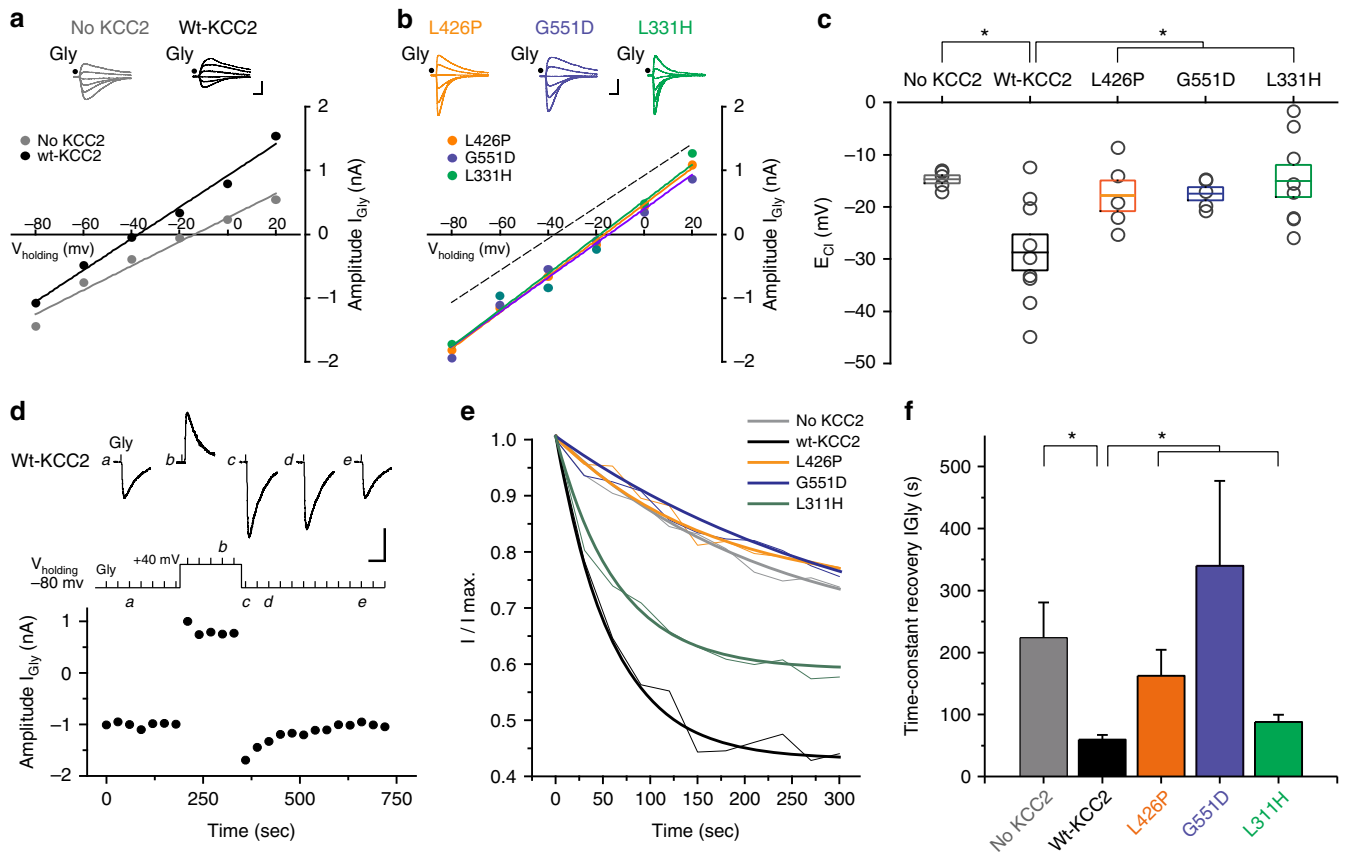 a
No KCC2
Wt-KCC2
Gly
Gly
No KCC2
wt-KCC2
2
1
0
−1
−2
Amplitude I_Gly (nA)
−80
−60
−40
−20
0
20
V_holding (mv)
b
L426P
G551D
L331H
Gly
Gly
Gly
L426P
G551D
L331H
2
1
0
−1
−2
Amplitude I_Gly (nA)
−80
−60
−40
−20
0
20
V_holding (mv)
c
*
*
No KCC2
Wt-KCC2
L426P
G551D
L331H
0
−10
−20
−30
−40
−50
E_Cl (mV)
d
Wt-KCC2
Gly
a
b
c
d
e
V_holding
−80 mv
Gly
+40 mV
b
a
c
d
e
1
0
−1
−2
Amplitude I_Gly (nA)
0
250
500
750
Time (sec)
e
No KCC2
wt-KCC2
L426P
G551D
L311H
1.0
0.9
0.8
0.7
0.6
0.5
0.4
I / I max.
0
50
100
150
200
250
300
Time (sec)
f
*
*
500
400
300
200
100
0
Time-constant recovery IGly (s)
No KCC2
Wt-KCC2
L426P
G551D
L311H